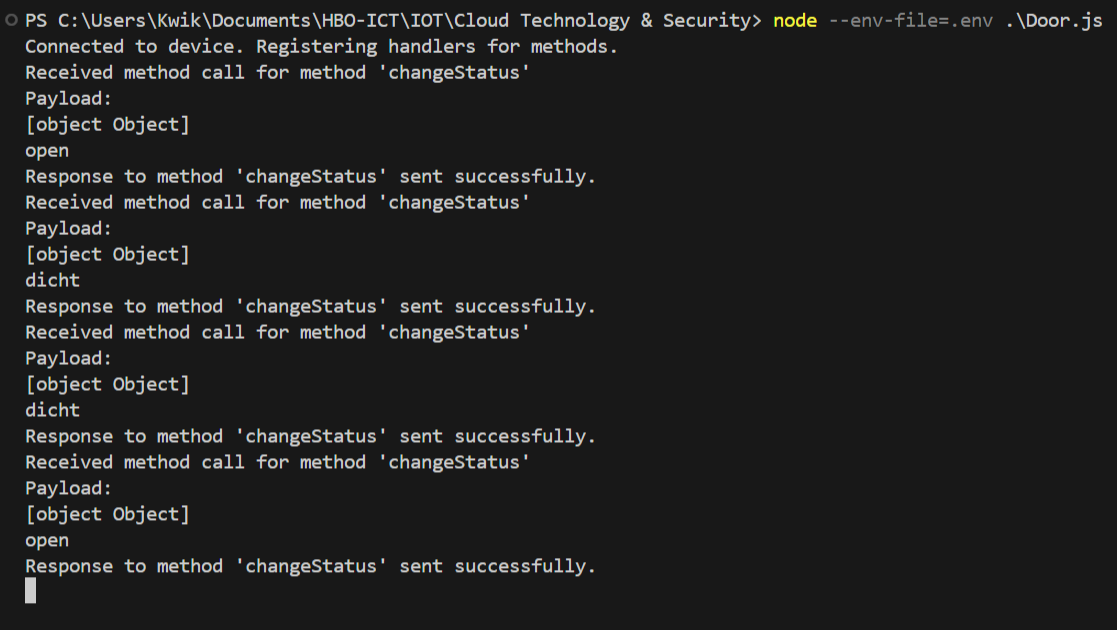 PS C:\Users\Kwik\Documents\HBO-ICT\IOT\Cloud Technology & Security> node --env-file=.env .\Door.js
Connected to device. Registering handlers for methods.
Received method call for method 'changeStatus'
Payload:
[object Object]
open
Response to method 'changeStatus' sent successfully.
Received method call for method 'changeStatus'
Payload:
[object Object]
dicht
Response to method 'changeStatus' sent successfully.
Received method call for method 'changeStatus'
Payload:
[object Object]
dicht
Response to method 'changeStatus' sent successfully.
Received method call for method 'changeStatus'
Payload:
[object Object]
open
Response to method 'changeStatus' sent successfully.